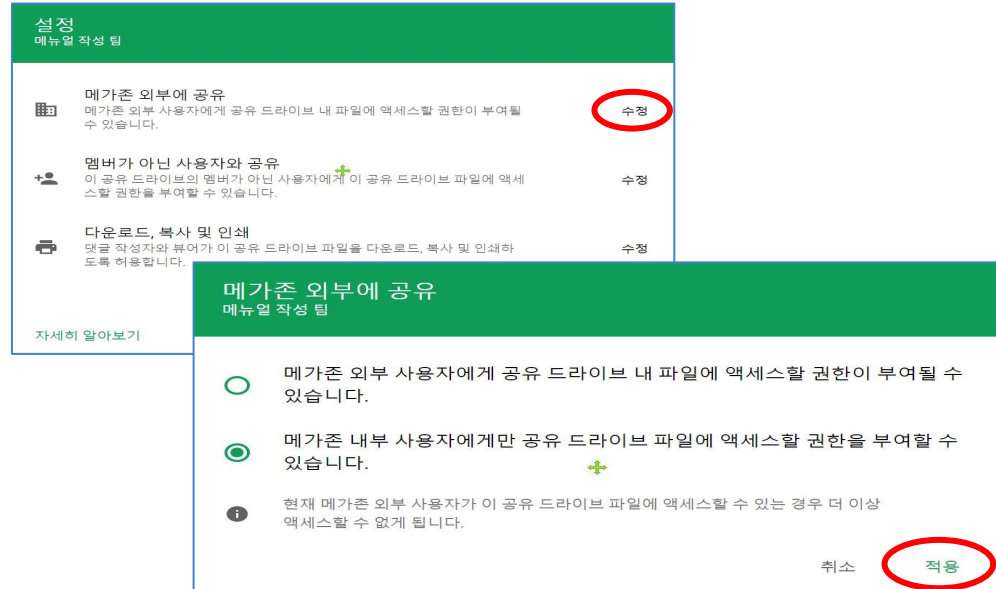 설정
메뉴얼 작성 팀
메가존 외부에 공유
메가존 외부 사용자에게 공유 드라이브 내 파일에 액세스할 권한이 부여될
수 있습니다.
수정
멤버가 아닌 사용자와 공유
이 공유 드라이브의 멤버가 아닌 사용자에게 이 공유 드라이브 파일에 액세
스할 권한을 부여할 수 있습니다.
수정
다운로드, 복사 및 인쇄
댓글 작성자와 뷰어가 이 공유 드라이브 파일을 다운로드, 복사 및 인쇄하
도록 허용합니다.
수정
자세히 알아보기
메가존 외부에 공유
메뉴얼 작성 팀
메가존 외부 사용자에게 공유 드라이브 내 파일에 액세스할 권한이 부여될 수
있습니다.
메가존 내부 사용자에게만 공유 드라이브 파일에 액세스할 권한을 부여할 수
있습니다.
현재 메가존 외부 사용자가 이 공유 드라이브 파일에 액세스할 수 있는 경우 더 이상
액세스할 수 없게 됩니다.
취소
적용